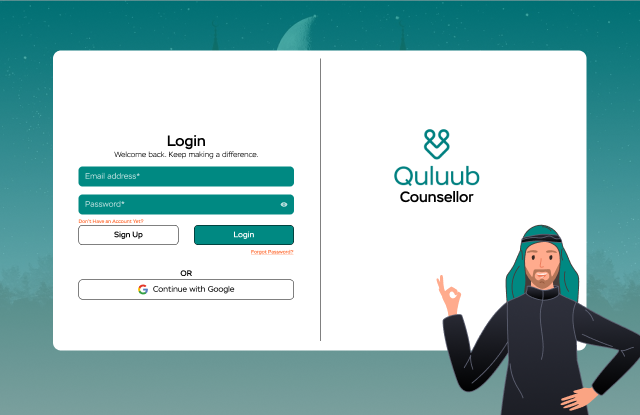 Login
Welcome back. Keep making a difference.
Email address*
Password*
Don't Have an Account Yet?
Sign Up
Login
Forgot Password?
OR
Continue with Google
Quluub
Counsellor